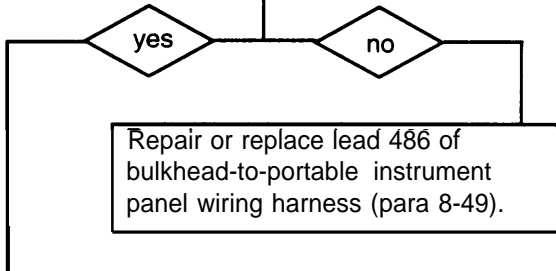 yes
no
Repair or replace lead 486 of
bulkhead-to-portable instrument
panel wiring harness (para 8-49).